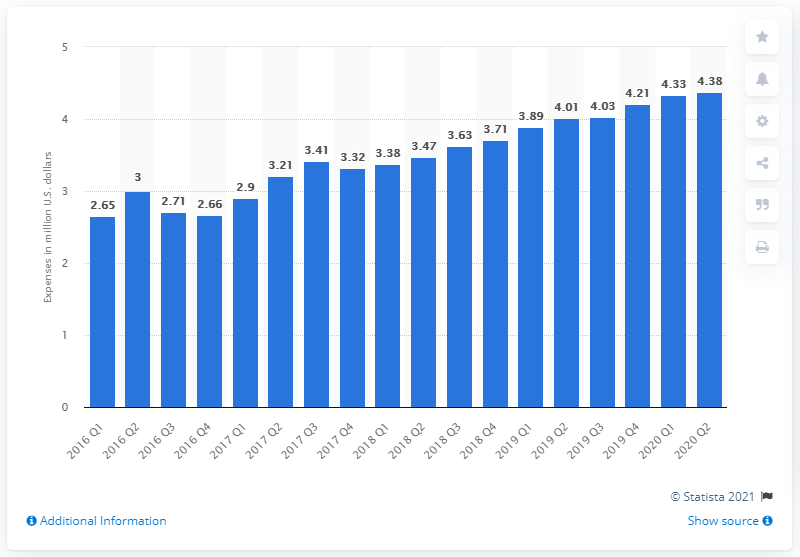 Expenses in million U.S. dollars
5
4
3
2
1
0
2.65
3
2.71
2.66
2.9
3.21
3.41
3.32
3.38
3.47
3.63
3.71
3.89
4.01
4.03
4.21
4.33
4.38
2016 Q1
2016 Q2
2016 Q3
2016 Q4
2017 Q1
2017 Q2
2017 Q3
2017 Q4
2018 Q1
2018 Q2
2018 Q3
2018 Q4
2019 Q1
2019 Q2
2019 Q3
2019 Q4
2020 Q1
2020 Q2
© Statista 2021
Additional Information
Show source